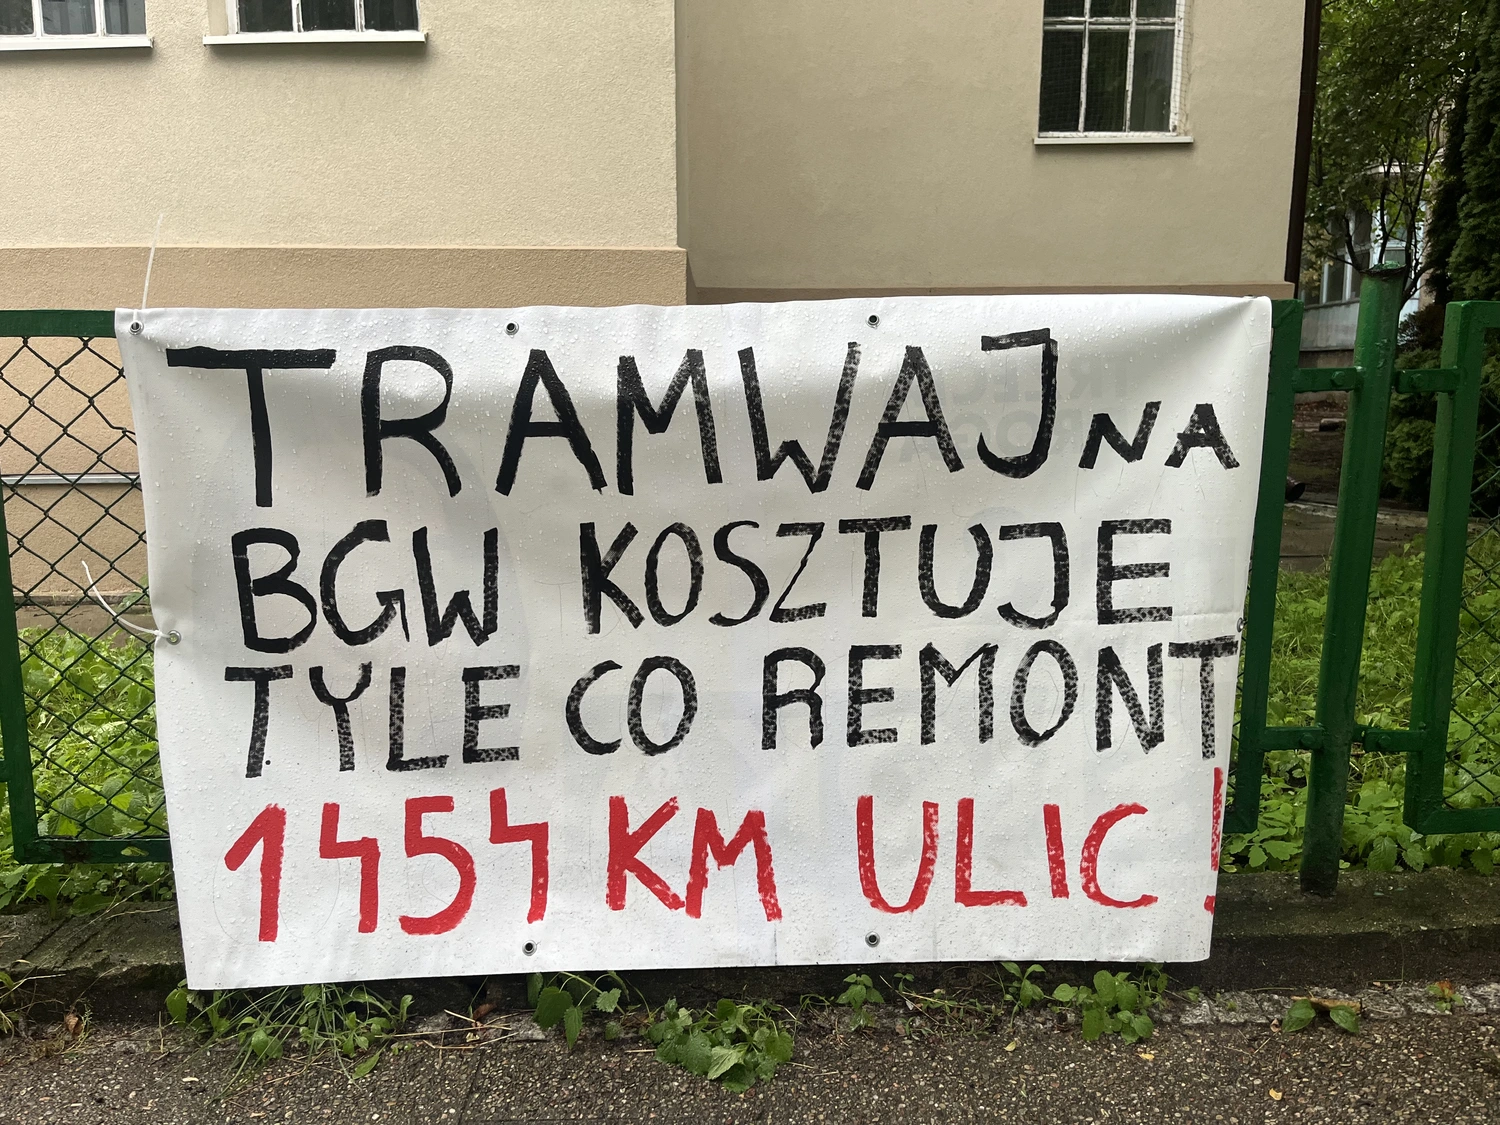 TRAMWAJ NA
BGW KOSZTUJE
TYLE CO REMONT
1454 KM ULIC!